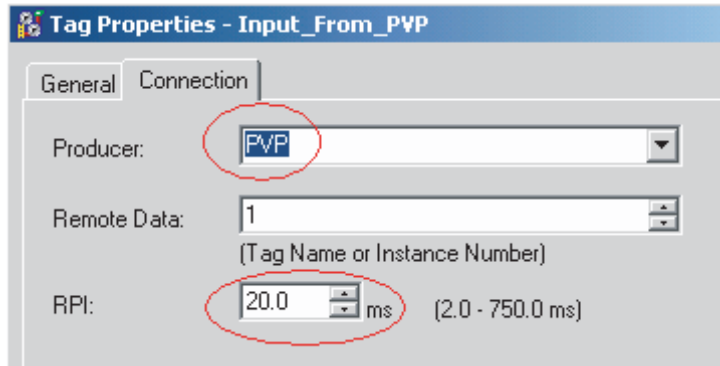 Tag Properties - Input_From_PVP
General Connection
Producer: PVP
Remote Data: 1
(Tag Name or Instance Number)
RPI: 20.0 ms (2.0 - 750.0 ms)